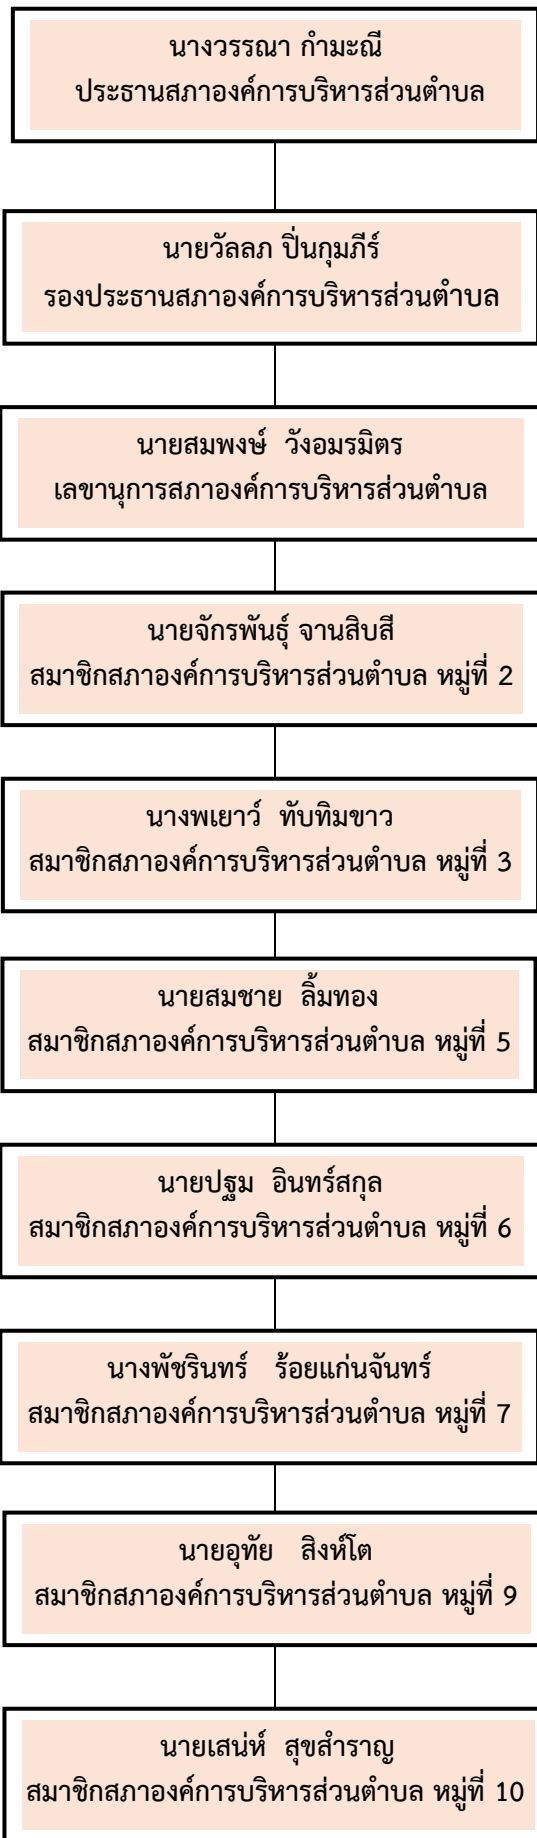 นางวรรณา กำมะณี
ประธานสภาองค์การบริหารส่วนตำบล
นายวัลลภ ปิ่นกุมภีร์
รองประธานสภาองค์การบริหารส่วนตำบล
นายสมพงษ์ วังอมรมิตร
เลขานุการสภาองค์การบริหารส่วนตำบล
นายจักรพันธุ์ จานสิบสี
สมาชิกสภาองค์การบริหารส่วนตำบล หมู่ที่ 2
นางพเยาว์ ทับทิมขาว
สมาชิกสภาองค์การบริหารส่วนตำบล หมู่ที่ 3
นายสมชาย ลิ้มทอง
สมาชิกสภาองค์การบริหารส่วนตำบล หมู่ที่ 5
นายปฐม อินทร์สกุล
สมาชิกสภาองค์การบริหารส่วนตำบล หมู่ที่ 6
นางพัชรินทร์ ร้อยแก่นจันทร์
สมาชิกสภาองค์การบริหารส่วนตำบล หมู่ที่ 7
นายอุทัย สิงห์โต
สมาชิกสภาองค์การบริหารส่วนตำบล หมู่ที่ 9
นายเสน่ห์ สุขสำราญ
สมาชิกสภาองค์การบริหารส่วนตำบล หมู่ที่ 10